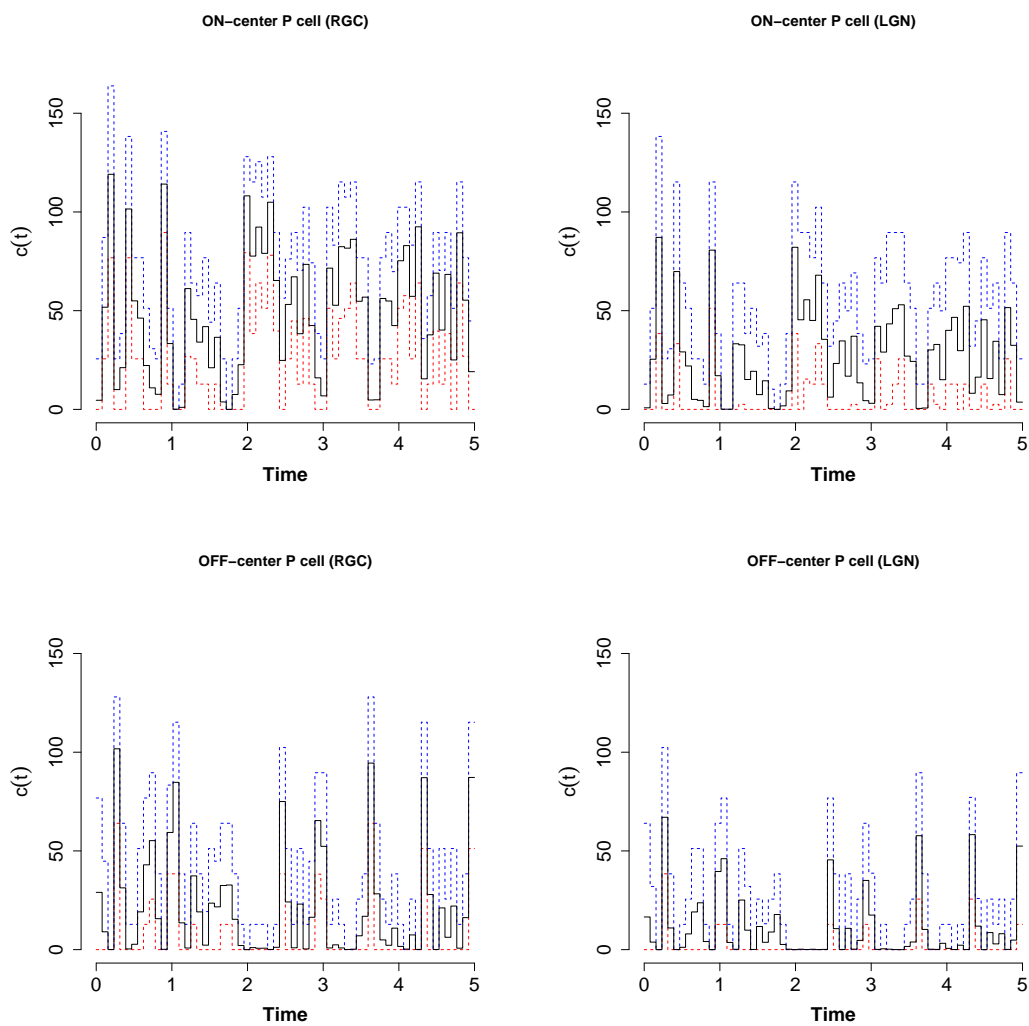 ON−center P cell (RGC)
c(t)
150
100
50
0
0 1 2 3 4 5
Time
ON−center P cell (LGN)
c(t)
150
100
50
0
0 1 2 3 4 5
Time
OFF−center P cell (RGC)
c(t)
150
100
50
0
0 1 2 3 4 5
Time
OFF−center P cell (LGN)
c(t)
150
100
50
0
0 1 2 3 4 5
Time